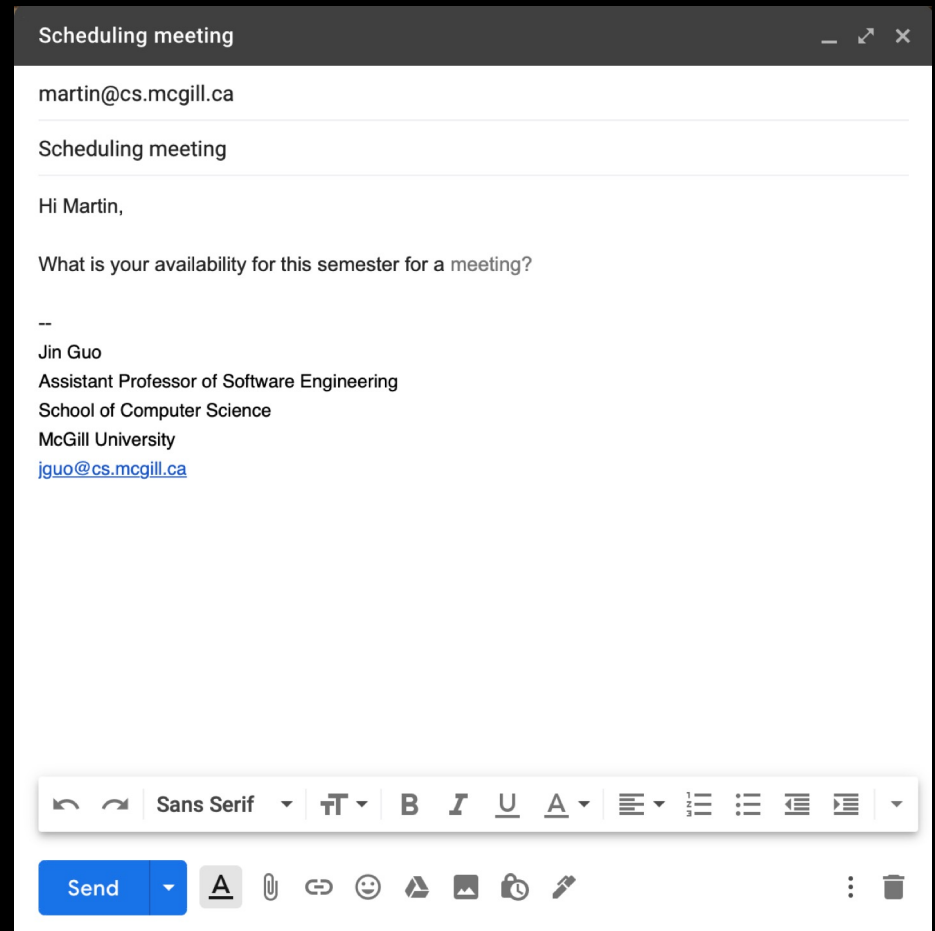 Scheduling meeting
martin@cs.mcgill.ca
Scheduling meeting
Hi Martin,
What is your availability for this semester for a meeting?
--
Jin Guo
Assistant Professor of Software Engineering
School of Computer Science
McGill University
jguo@cs.mcgill.ca
Sans Serif
Send